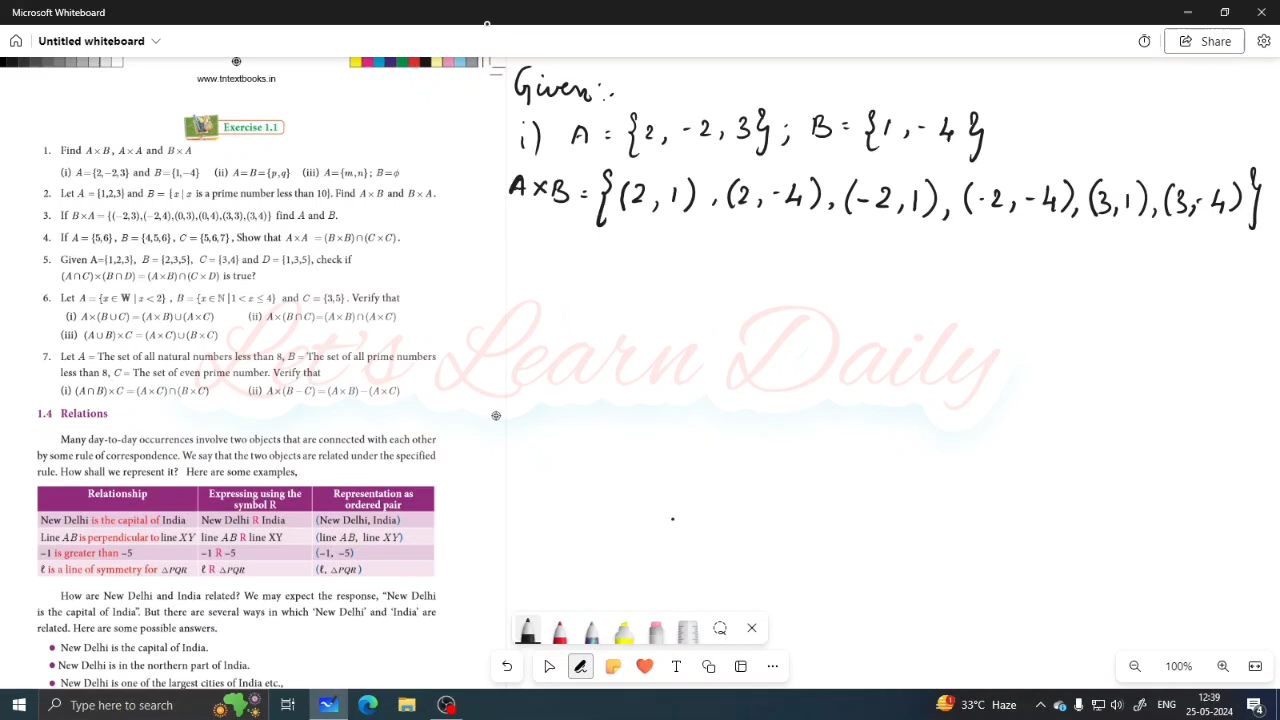 Microsoft Whiteboard
Untitled whiteboard
Share
www.tntextbooks.in
Exercise 1.1
1. Find A×B, A×A and B×A
(i) A={2,−2,3} and B={1,−4} (ii) A=B={p,q} (iii) A={m,n} ; B=ϕ
2. Let A = {1,2,3} and B = {x | x is a prime number less than 10}. Find A×B and B×A.
3. If B×A = {(−2,3),(−2,4),(0,3),(0,4),(3,3),(3,4)} find A and B.
4. If A = {5,6}, B = {4,5,6}, C = {5,6,7}, Show that A×A = (B×B)∩(C×C).
5. Given A={1,2,3}, B = {2,3,5}, C = {3,4} and D = {1,3,5}, check if
(A∩C)×(B∩D) = (A×B)∩(C×D) is true?
6. Let A = {x∈𝕎 | x < 2}, B = {x∈ℕ | 1 < x ≤ 4} and C = {3,5}. Verify that
(i) A×(B∪C) = (A×B)∪(A×C) (ii) A×(B∩C)=(A×B)∩(A×C)
(iii) (A∪B)×C = (A×C)∪(B×C)
7. Let A = The set of all natural numbers less than 8, B = The set of all prime numbers
less than 8, C = The set of even prime number. Verify that
(i) (A∩B)×C = (A×C)∩(B×C) (ii) A×(B−C) = (A×B)−(A×C)
1.4 Relations
Many day-to-day occurrences involve two objects that are connected with each other
by some rule of correspondence. We say that the two objects are related under the specified
rule. How shall we represent it? Here are some examples,
Relationship Expressing using the symbol R Representation as ordered pair
New Delhi is the capital of India New Delhi R India (New Delhi, India)
Line AB is perpendicular to line XY line AB R line XY (line AB, line XY)
−1 is greater than −5 −1 R −5 (−1, −5)
ℓ is a line of symmetry for △PQR ℓ R △PQR (ℓ, △PQR)
How are New Delhi and India related? We may expect the response, “New Delhi
is the capital of India”. But there are several ways in which ‘New Delhi’ and ‘India’ are
related. Here are some possible answers.
• New Delhi is the capital of India.
• New Delhi is in the northern part of India.
• New Delhi is one of the largest cities of India etc.,
Given:.
i) A = {2, -2, 3}; B = {1, -4}
A×B = {(2, 1), (2, -4), (-2, 1), (-2, -4), (3, 1), (3, -4)}
Let's Learn Daily
100%
Type here to search
33°C Haze
ENG
12:39
25-05-2024
4